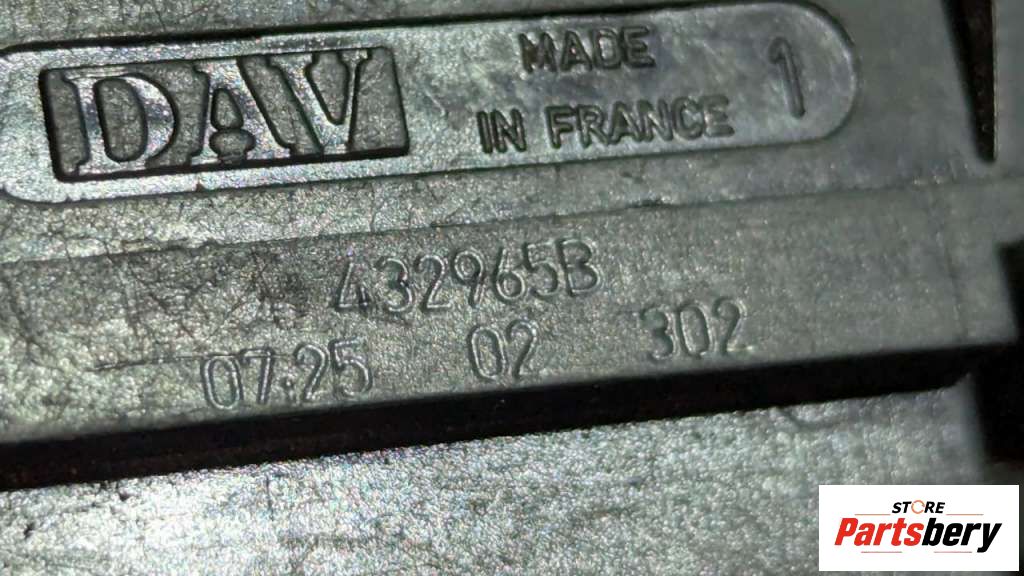 DAV
MADE
IN FRANCE
1
432965B
07:25 02 302
STORE
Partsbery